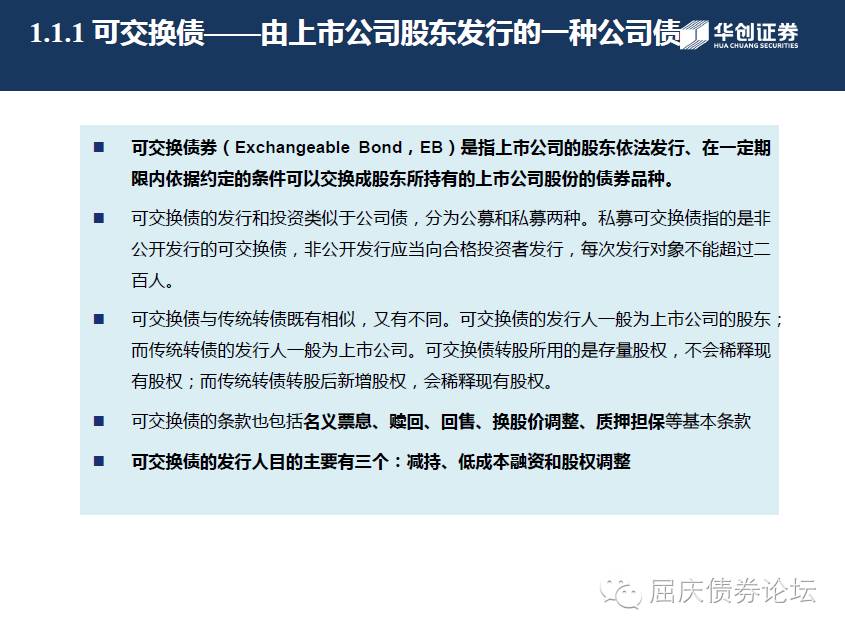 1.1.1 可交换债——由上市公司股东发行的一种公司债
华创证券
HUA CHUANG SECURITIES
■ 可交换债券（Exchangeable Bond，EB）是指上市公司的股东依法发行、在一定期
限内依据约定的条件可以交换成股东所持有的上市公司股份的债券品种。
■ 可交换债的发行和投资类似于公司债，分为公募和私募两种。私募可交换债指的是非
公开发行的可交换债，非公开发行应当向合格投资者发行，每次发行对象不能超过二
百人。
■ 可交换债与传统转债既有相似，又有不同。可交换债的发行人一般为上市公司的股东；
而传统转债的发行人一般为上市公司。可交换债转股所用的是存量股权，不会稀释现
有股权；而传统转债转股后新增股权，会稀释现有股权。
■ 可交换债的条款也包括名义票息、赎回、回售、换股价调整、质押担保等基本条款
■ 可交换债的发行人目的主要有三个：减持、低成本融资和股权调整
屈庆债券论坛